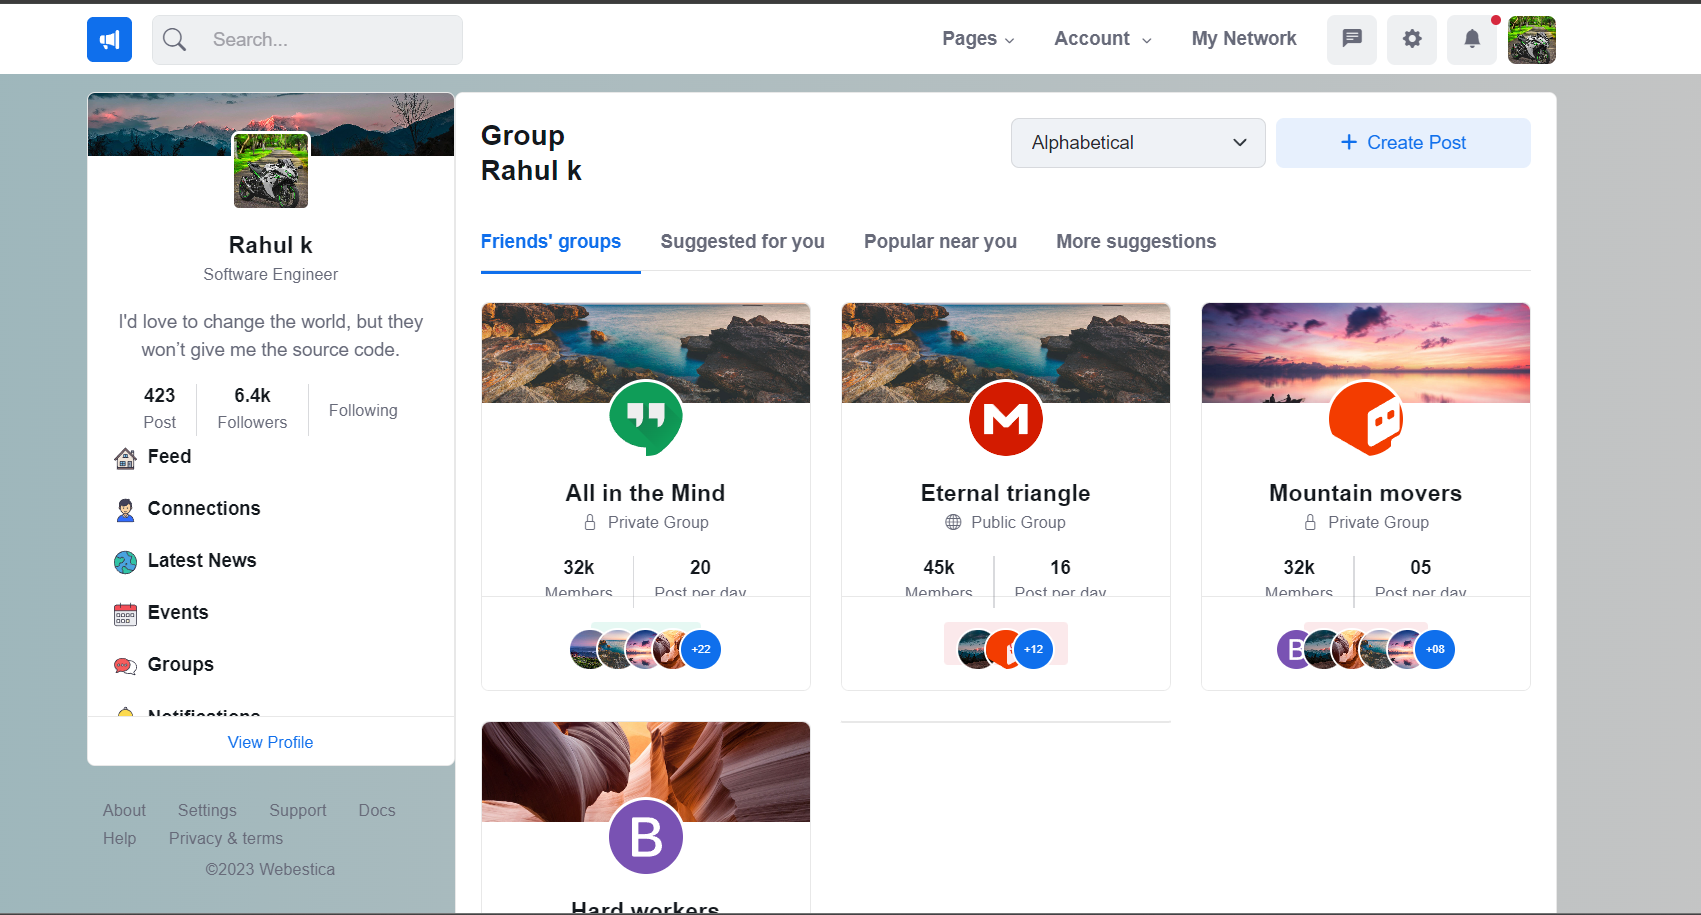 Search...
Pages
Account
My Network
Rahul k
Software Engineer
I'd love to change the world, but they
won’t give me the source code.
423
Post
6.4k
Followers
Following
Feed
Connections
Latest News
Events
Groups
Notifications
View Profile
About Settings Support Docs
Help Privacy & terms
©2023 Webestica
Group
Rahul k
Alphabetical
+ Create Post
Friends' groups
Suggested for you
Popular near you
More suggestions
All in the Mind
Private Group
32k
Members
20
Post per day
+22
M
Eternal triangle
Public Group
45k
Members
16
Post per day
+12
Mountain movers
Private Group
32k
Members
05
Post per day
B
+08
B
Hard workers